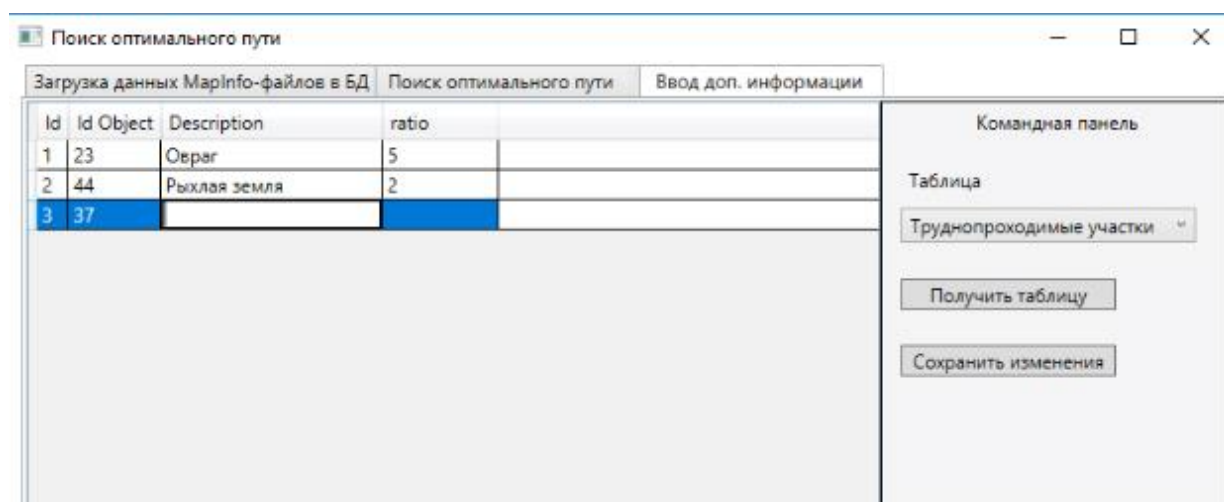 Поиск оптимального пути
Загрузка данных MapInfo-файлов в БД Поиск оптимального пути Ввод доп. информации
Id Id Object Description ratio
1 23 Овраг 5
2 44 Рыхлая земля 2
3 37
Командная панель
Таблица
Труднопроходимые участки
Получить таблицу
Сохранить изменения